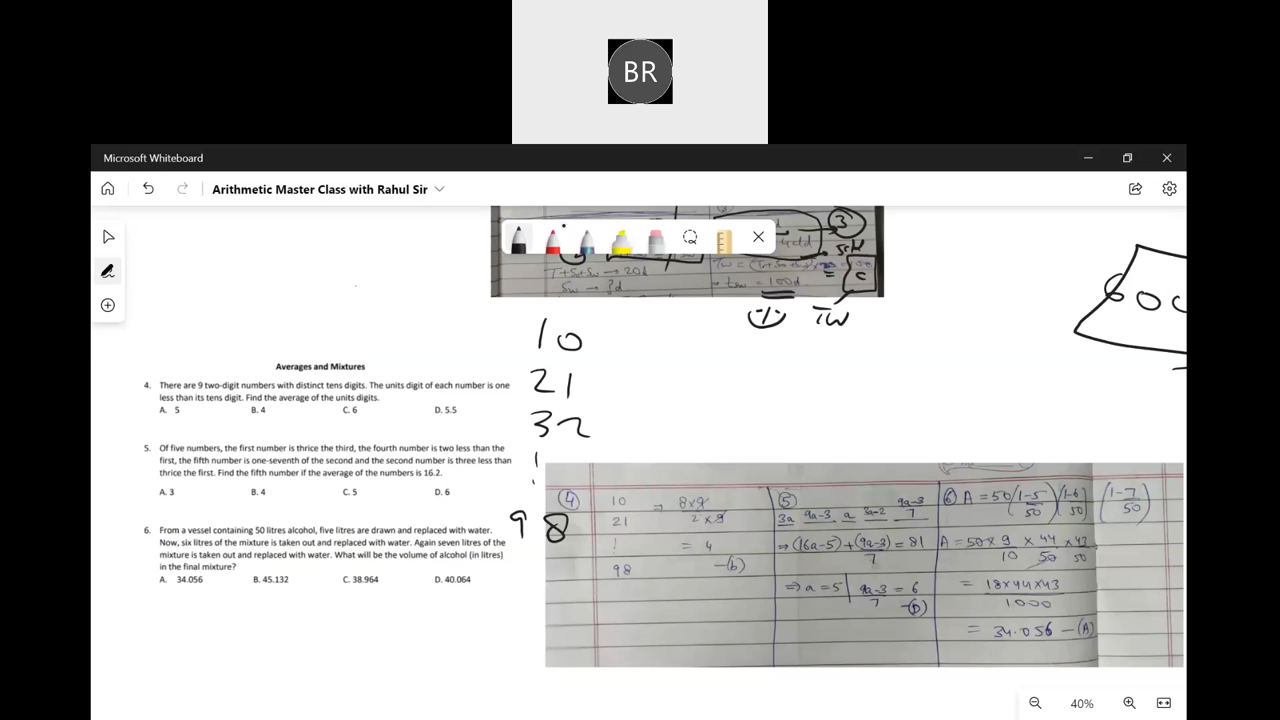 BR
Microsoft Whiteboard
Arithmetic Master Class with Rahul Sir
3
T+Sn+Sw → 20d
Sw → ?d
tsw = 100d.
C
TW
600
10
21
32
98
Averages and Mixtures
4. There are 9 two-digit numbers with distinct tens digits. The units digit of each number is one
less than its tens digit. Find the average of the units digits.
A. 5 B. 4 C. 6 D. 5.5
5. Of five numbers, the first number is thrice the third, the fourth number is two less than the
first, the fifth number is one-seventh of the second and the second number is three less than
thrice the first. Find the fifth number if the average of the numbers is 16.2.
A. 3 B. 4 C. 5 D. 6
6. From a vessel containing 50 litres alcohol, five litres are drawn and replaced with water.
Now, six litres of the mixture is taken out and replaced with water. Again seven litres of the
mixture is taken out and replaced with water. What will be the volume of alcohol (in litres)
in the final mixture?
A. 34.056 B. 45.132 C. 38.964 D. 40.064
4
10 ⇒ 8×9
21 2×9
!
= 4
98 –(b)
5
3a 9a-3 a 3a-2 9a-3/7
⇒ (16a-5)+(9a-3)/7 = 81
⇒ a=5 | 9a-3/7 = 6
–(D)
6 A = 50(1-5/50)(1-6/50)(1-7/50)
A = 50×9/10 × 44/50 × 43/50
= 18×44×43/1000
= 34.056 –(A)
40%